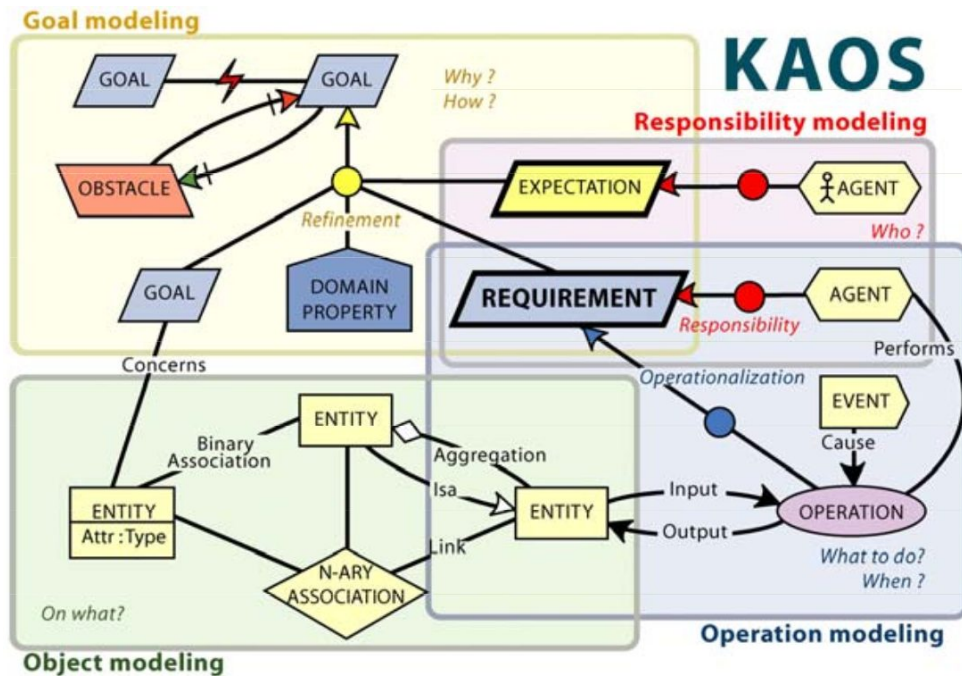 Goal modeling
KAOS
GOAL
GOAL
Why ?
How ?
Responsibility modeling
OBSTACLE
EXPECTATION
AGENT
Refinement
Who ?
GOAL
DOMAIN
PROPERTY
REQUIREMENT
AGENT
Responsibility
Performs
Concerns
Operationalization
EVENT
Cause
ENTITY
Binary
Association
Aggregation
Isa
Input
ENTITY
Attr :Type
ENTITY
OPERATION
Output
Link
N-ARY
ASSOCIATION
What to do?
When ?
On what?
Operation modeling
Object modeling